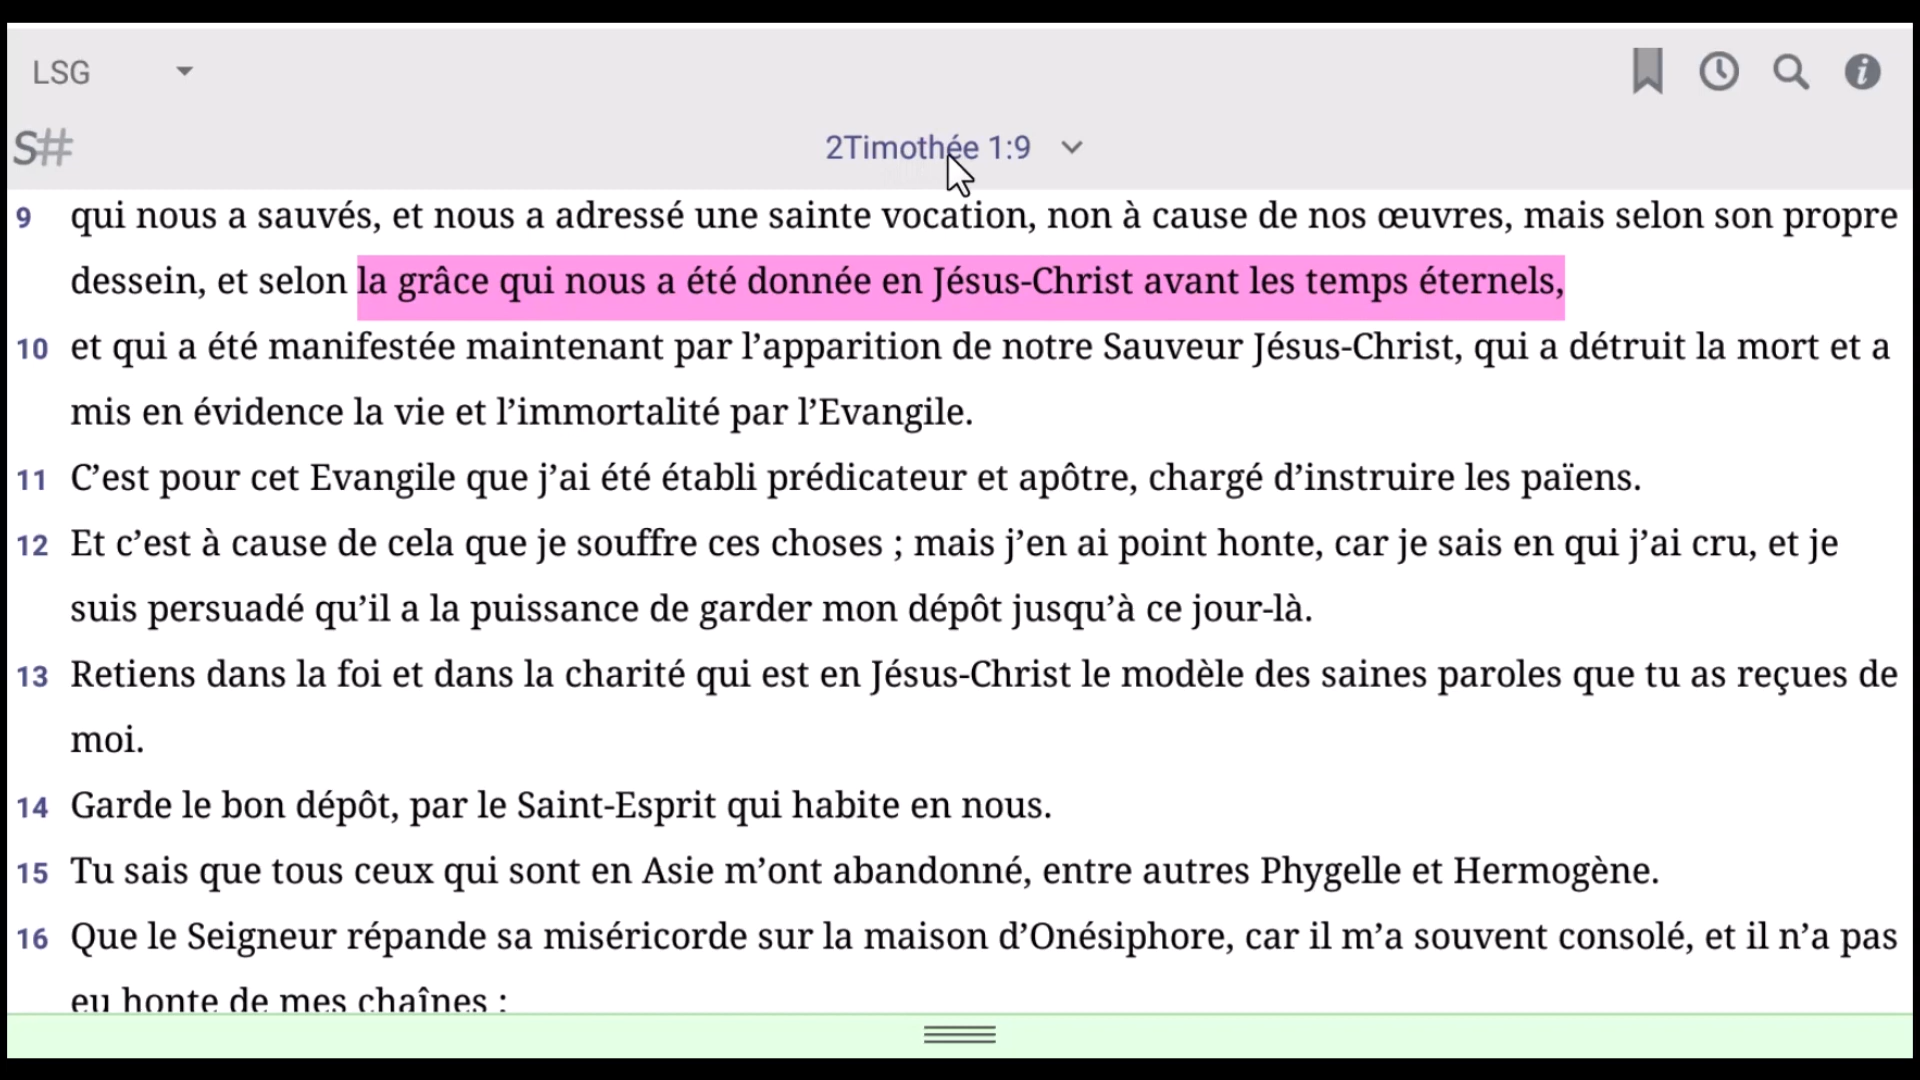 LSG
S#
2Timothée 1:9
9 qui nous a sauvés, et nous a adressé une sainte vocation, non à cause de nos œuvres, mais selon son propre
dessein, et selon la grâce qui nous a été donnée en Jésus-Christ avant les temps éternels,
10 et qui a été manifestée maintenant par l’apparition de notre Sauveur Jésus-Christ, qui a détruit la mort et a
mis en évidence la vie et l’immortalité par l’Evangile.
11 C’est pour cet Evangile que j’ai été établi prédicateur et apôtre, chargé d’instruire les païens.
12 Et c’est à cause de cela que je souffre ces choses ; mais j’en ai point honte, car je sais en qui j’ai cru, et je
suis persuadé qu’il a la puissance de garder mon dépôt jusqu’à ce jour-là.
13 Retiens dans la foi et dans la charité qui est en Jésus-Christ le modèle des saines paroles que tu as reçues de
moi.
14 Garde le bon dépôt, par le Saint-Esprit qui habite en nous.
15 Tu sais que tous ceux qui sont en Asie m’ont abandonné, entre autres Phygelle et Hermogène.
16 Que le Seigneur répande sa miséricorde sur la maison d’Onésiphore, car il m’a souvent consolé, et il n’a pas
eu honte de mes chaînes ;